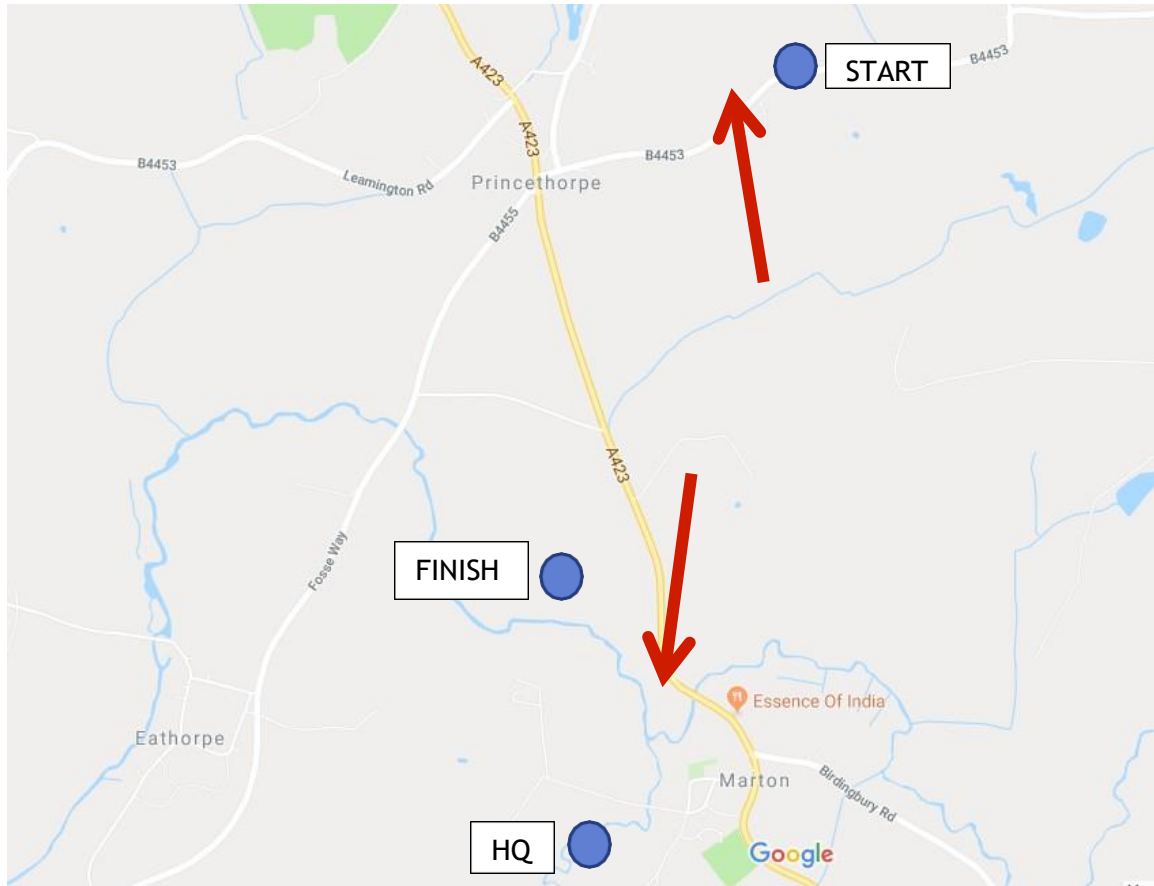 START
B4453
A423
A423
B4453
B4453
Leamington Rd
Princethorpe
B4455
A423
Fosse Way
FINISH
Essence Of India
Eathorpe
Marton
Birdingbury Rd
HQ
Google